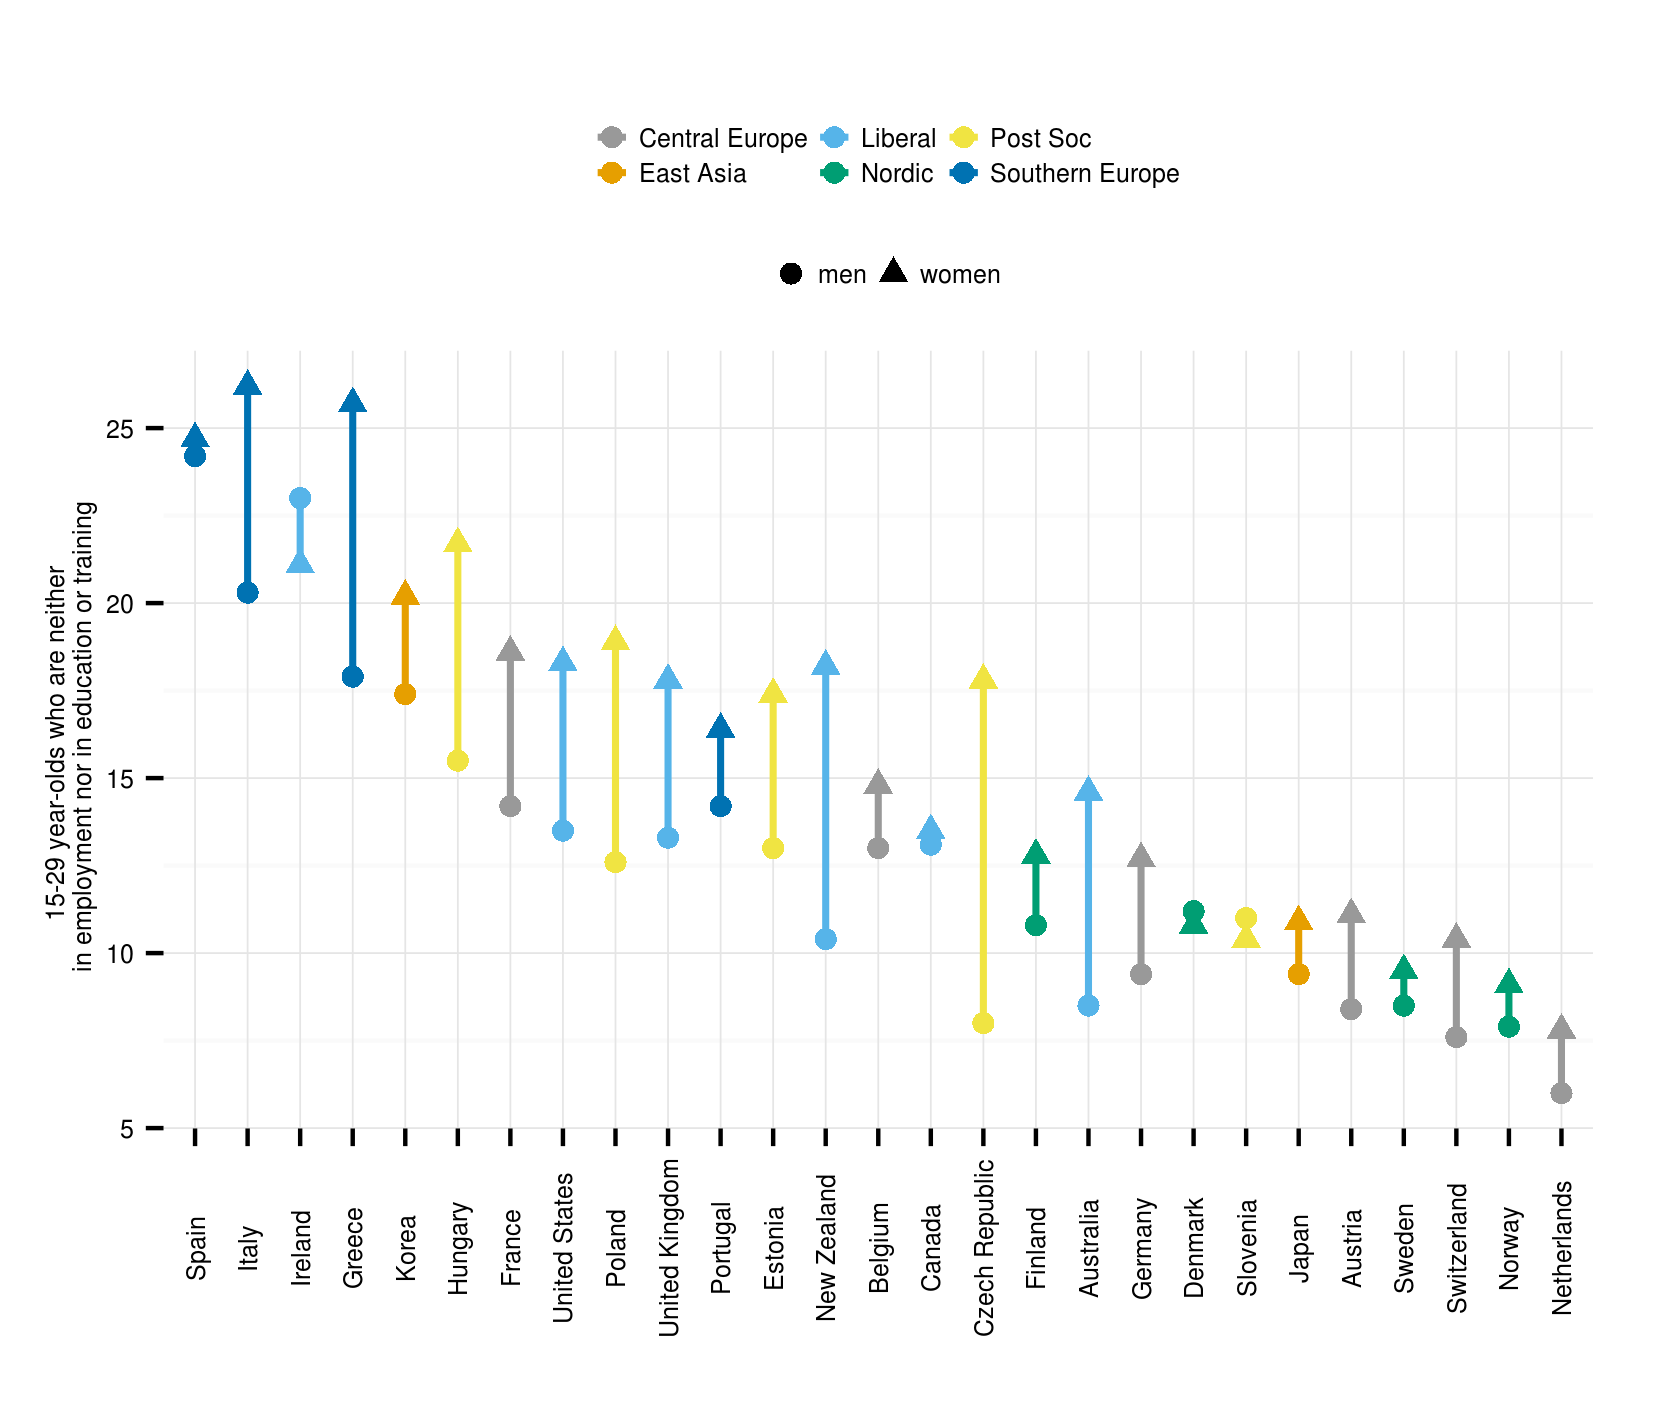 Central Europe
Liberal
Post Soc
East Asia
Nordic
Southern Europe
men
women
15-29 year-olds who are neither
in employment nor in education or training
25
20
15
10
5
Spain
Italy
Ireland
Greece
Korea
Hungary
France
United States
Poland
United Kingdom
Portugal
Estonia
New Zealand
Belgium
Canada
Czech Republic
Finland
Australia
Germany
Denmark
Slovenia
Japan
Austria
Sweden
Switzerland
Norway
Netherlands